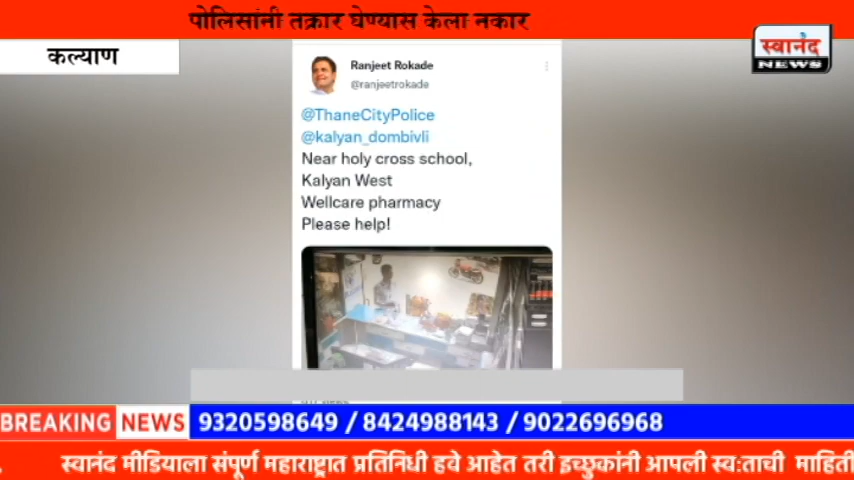 पोलिसांनी तक्रार घेण्यास केला नकार
कल्याण
स्वानंद
NEWS
Ranjeet Rokade
@ranjeetrokade
@ThaneCityPolice
@kalyan_dombivli
Near holy cross school,
Kalyan West
Wellcare pharmacy
Please help!
BREAKING NEWS 9320598649 / 8424988143 / 9022696968
स्वानंद मीडियाला संपूर्ण महाराष्ट्रात प्रतिनिधी हवे आहेत तरी इच्छुकांनी आपली स्व:ताची माहिती